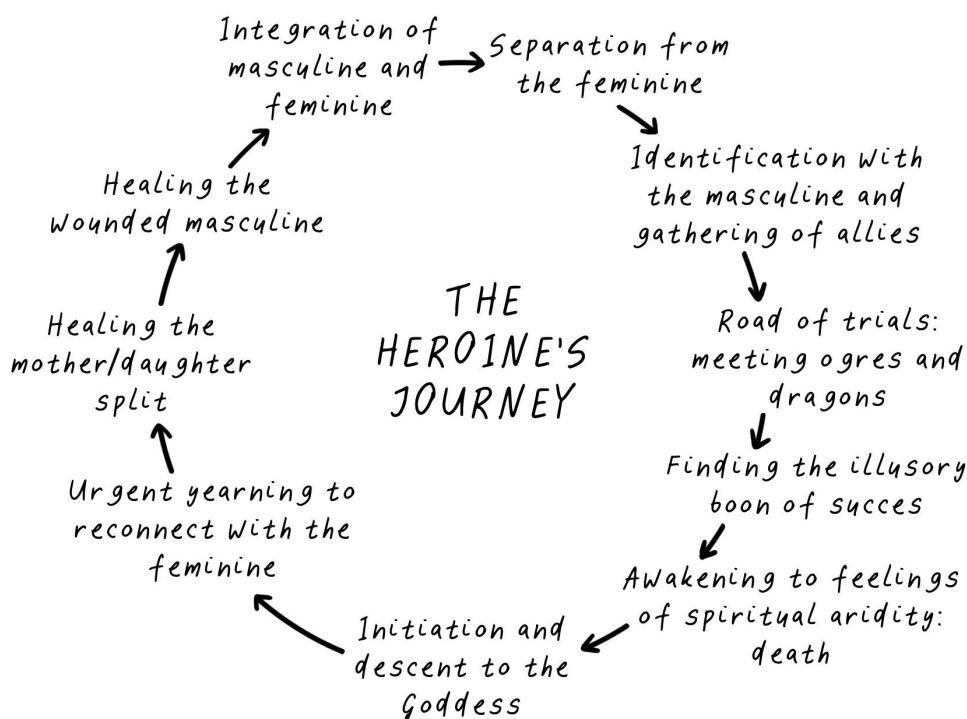 THE
HEROINE'S
JOURNEY
Integration of
masculine and
feminine
Separation from
the feminine
Identification with
the masculine and
gathering of allies
Road of trials:
meeting ogres and
dragons
Finding the illusory
boon of succes
Awakening to feelings
of spiritual aridity:
death
Initiation and
descent to the
Goddess
Urgent yearning to
reconnect with the
feminine
Healing the
mother/daughter
split
Healing the
wounded masculine